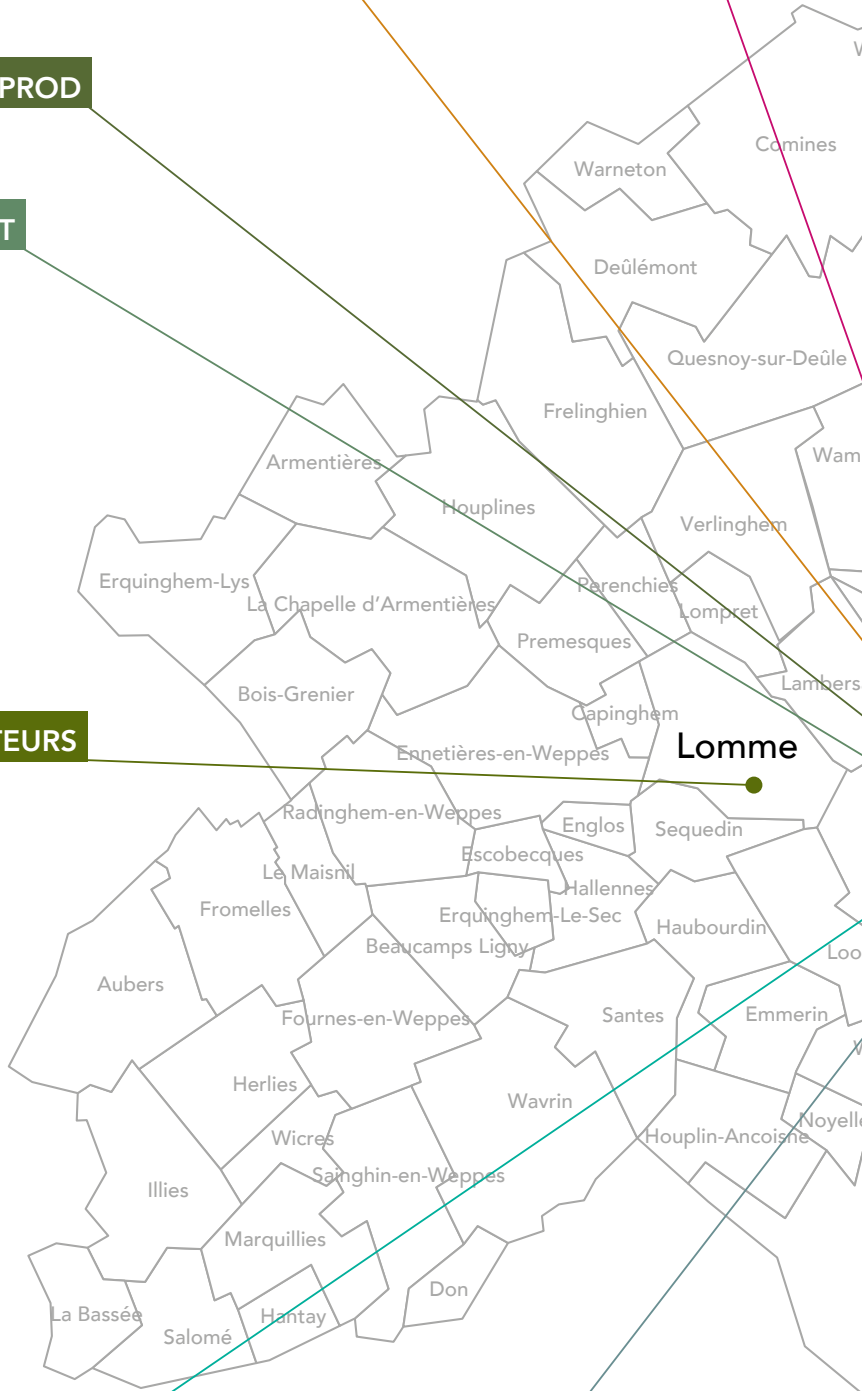 W
PROD
Comines
Warneton
T
Deûlémont
Quesnoy-sur-Deûle
Frelinghien
Wam
Armentières
Houplines
Verlinghem
Erquinghem-Lys
Perenchies
La Chapelle d’Armentières
Lompret
Premesques
Lambers
Bois-Grenier
Capinghem
TEURS
Lomme
Ennetières-en-Weppes
Radinghem-en-Weppes
Englos
Sequedin
Escobecques
Le Maisnil
Hallennes
Fromelles
Erquinghem-Le-Sec
Haubourdin
Beaucamps Ligny
Loo
Aubers
Fournes-en-Weppes
Santes
Emmerin
W
Herlies
Wavrin
Noyelle
Wicres
Houplin-Ancoisne
Sainghin-en-Weppes
Illies
Marquillies
Don
La Bassée
Hantay
Salomé